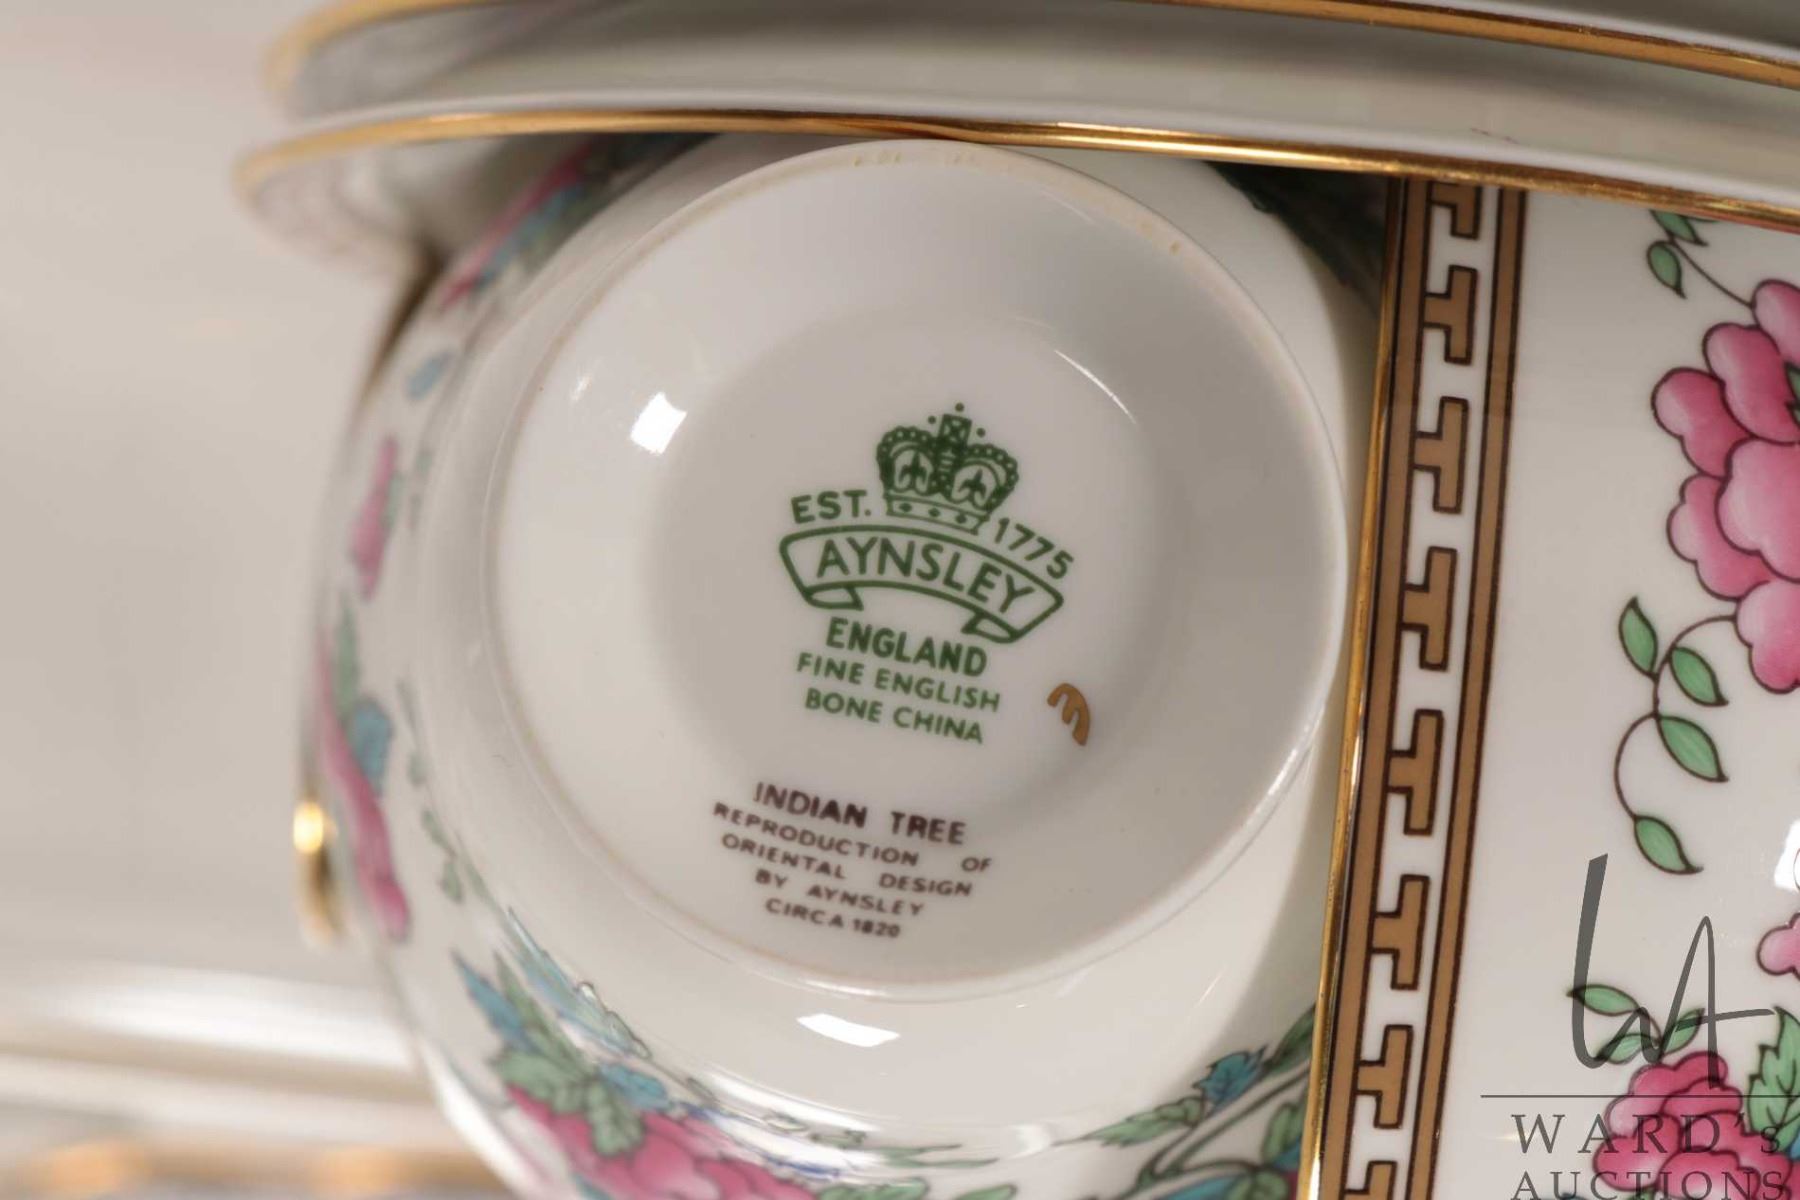 EST. 1775
AYNSLEY
ENGLAND
FINE ENGLISH
BONE CHINA
INDIAN TREE
REPRODUCTION OF
ORIENTAL DESIGN
BY AYNSLEY
CIRCA 1820
WA
WARD's
AUCTIONS